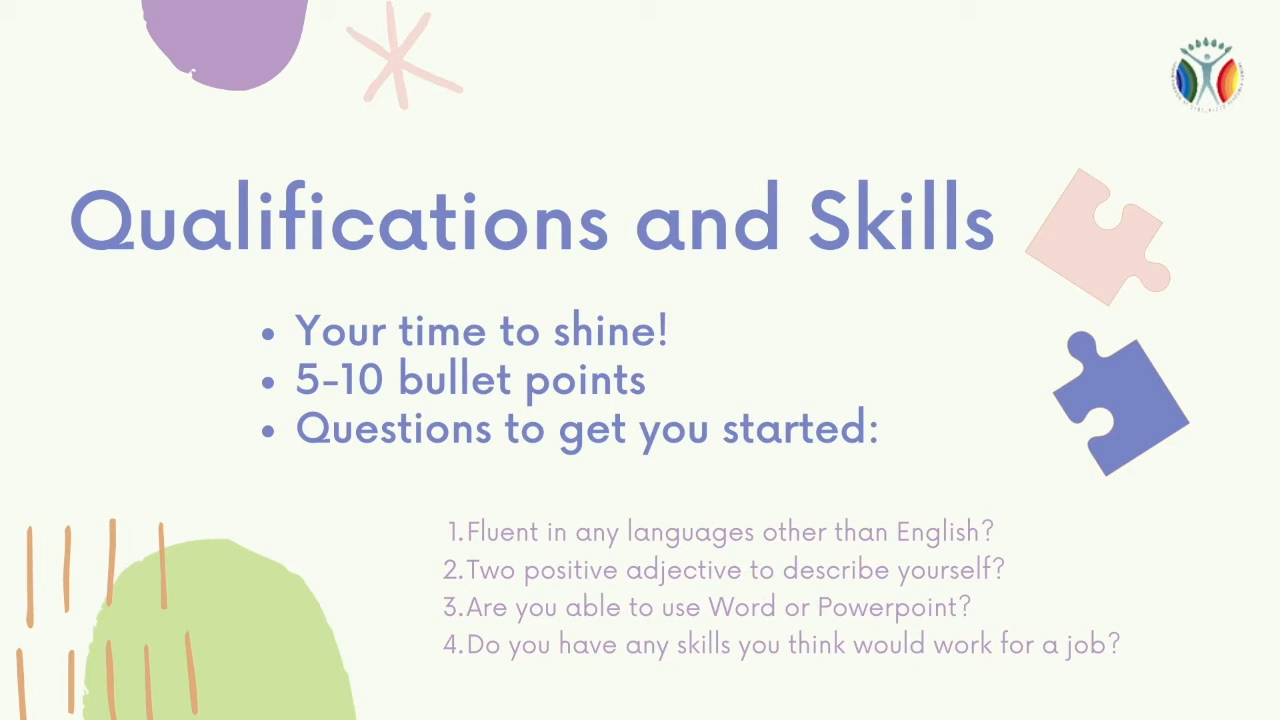 Qualifications and Skills
• Your time to shine!
• 5-10 bullet points
• Questions to get you started:
1.Fluent in any languages other than English?
2.Two positive adjective to describe yourself?
3.Are you able to use Word or Powerpoint?
4.Do you have any skills you think would work for a job?